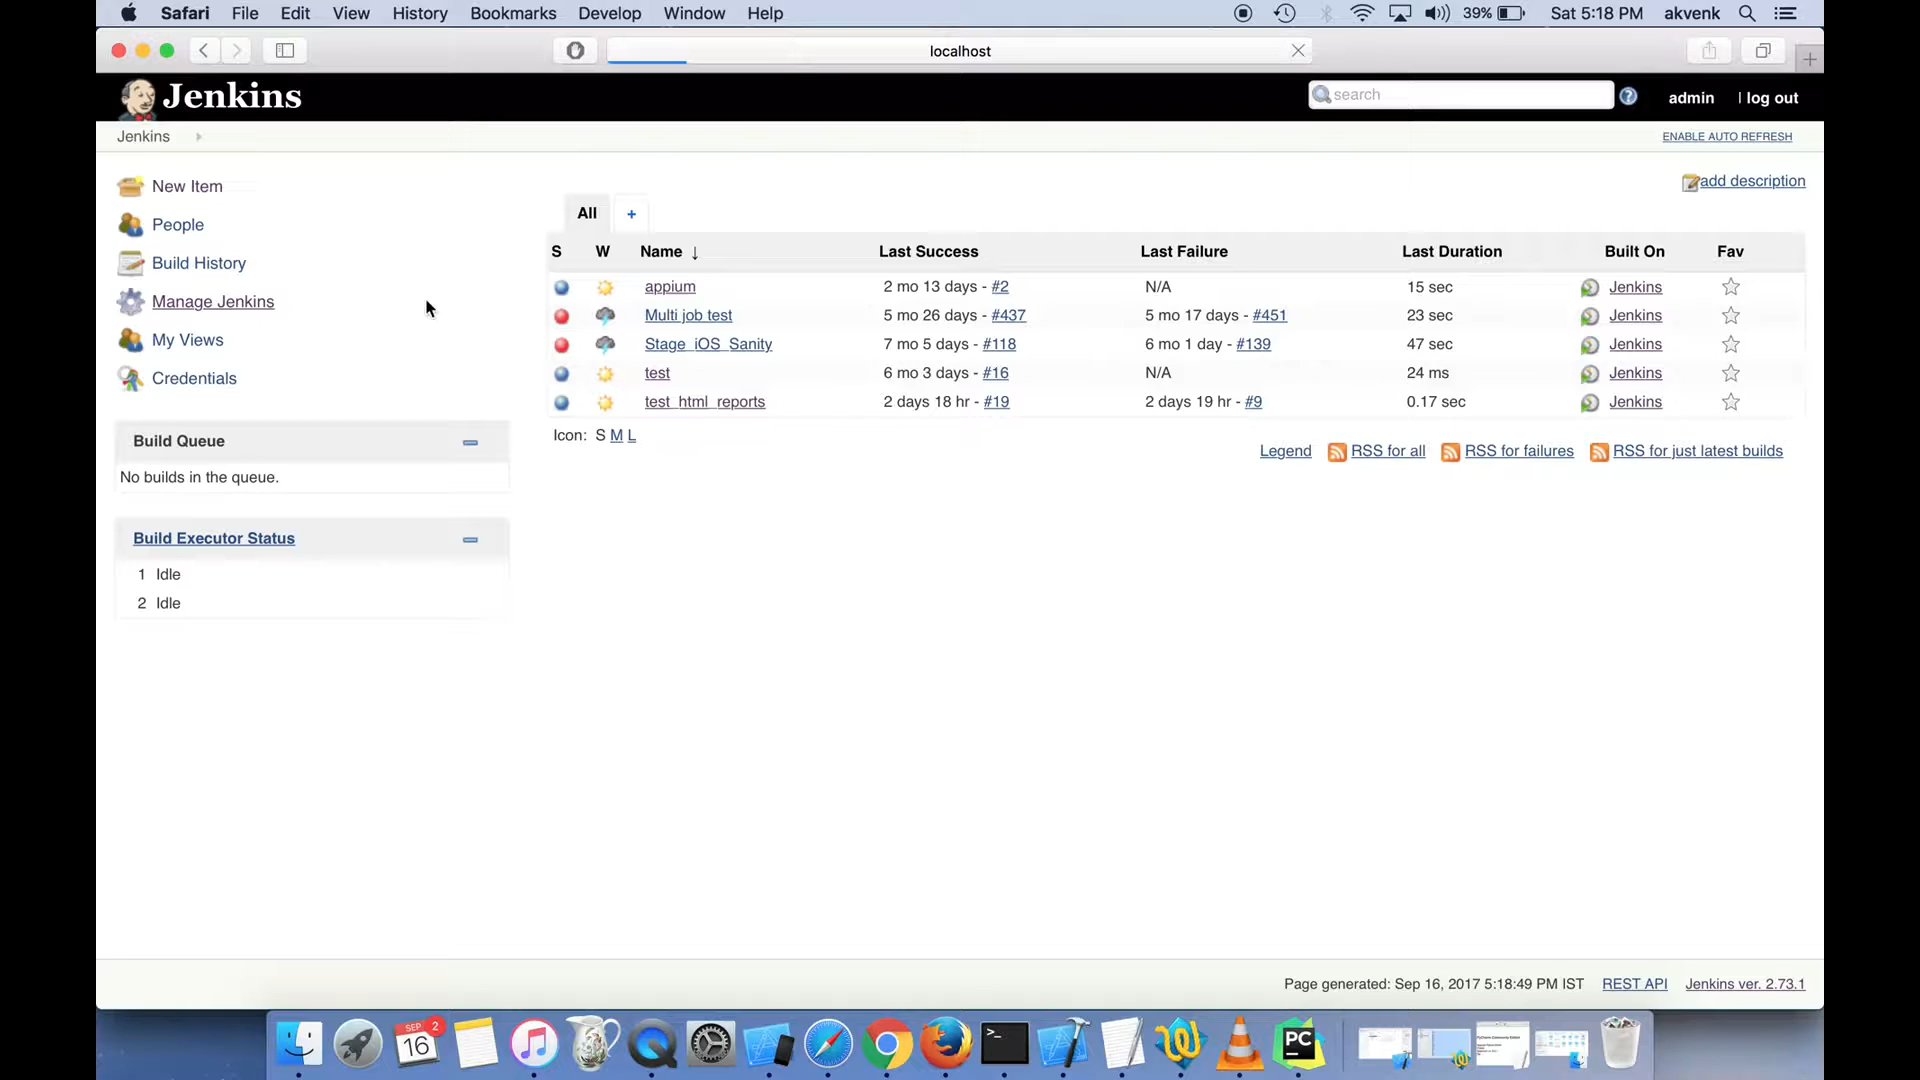 Safari File Edit View History Bookmarks Develop Window Help 39% Sat 5:18 PM akvenk
localhost
Jenkins search admin | log out
Jenkins ENABLE AUTO REFRESH
New Item
People
Build History
Manage Jenkins
My Views
Credentials
Build Queue
No builds in the queue.
Build Executor Status
1 Idle
2 Idle
add description
All +
S W Name ↓ Last Success Last Failure Last Duration Built On Fav
appium 2 mo 13 days - #2 N/A 15 sec Jenkins
Multi job test 5 mo 26 days - #437 5 mo 17 days - #451 23 sec Jenkins
Stage_iOS_Sanity 7 mo 5 days - #118 6 mo 1 day - #139 47 sec Jenkins
test 6 mo 3 days - #16 N/A 24 ms Jenkins
test_html_reports 2 days 18 hr - #19 2 days 19 hr - #9 0.17 sec Jenkins
Icon: S M L
Legend RSS for all RSS for failures RSS for just latest builds
Page generated: Sep 16, 2017 5:18:49 PM IST REST API Jenkins ver. 2.73.1
SEP 2
16
PC